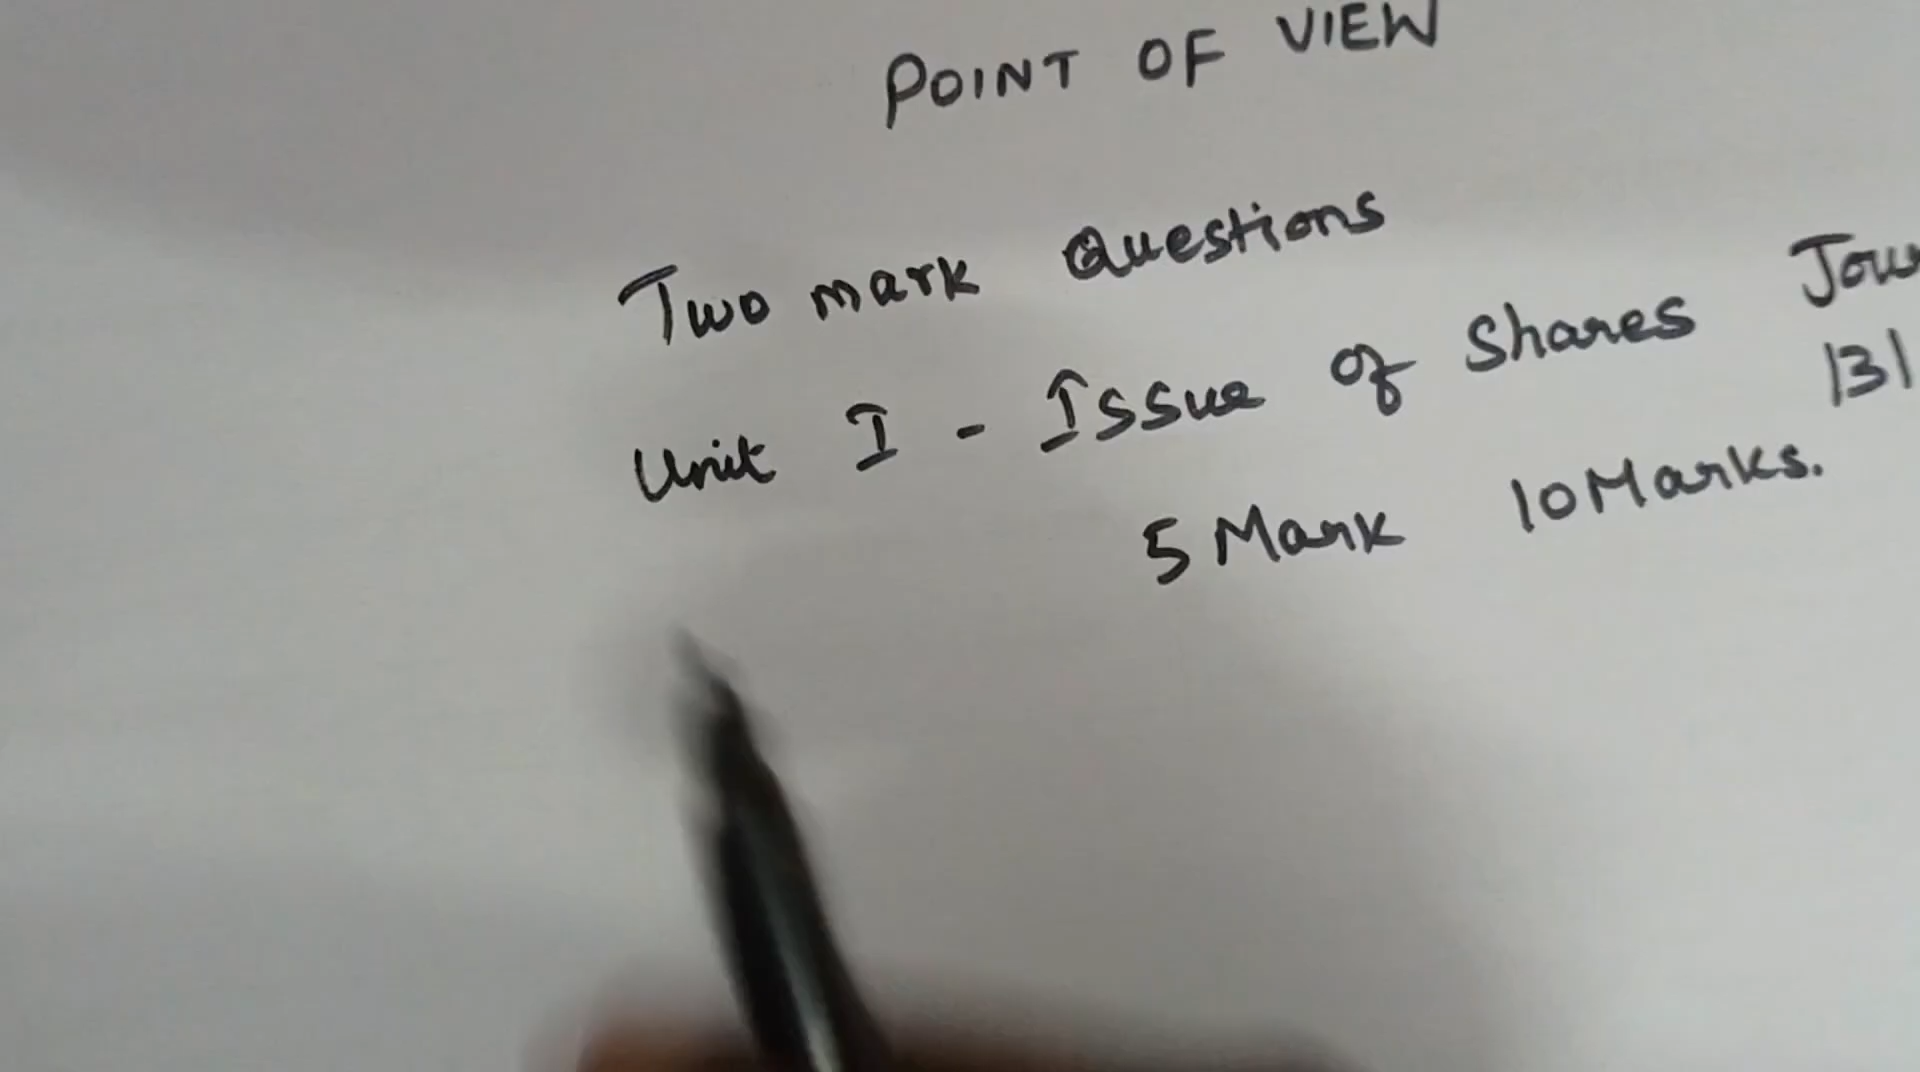 POINT OF VIEW
Two mark Questions
Unit I - Issue of Shares
5 Mark 10 Marks.